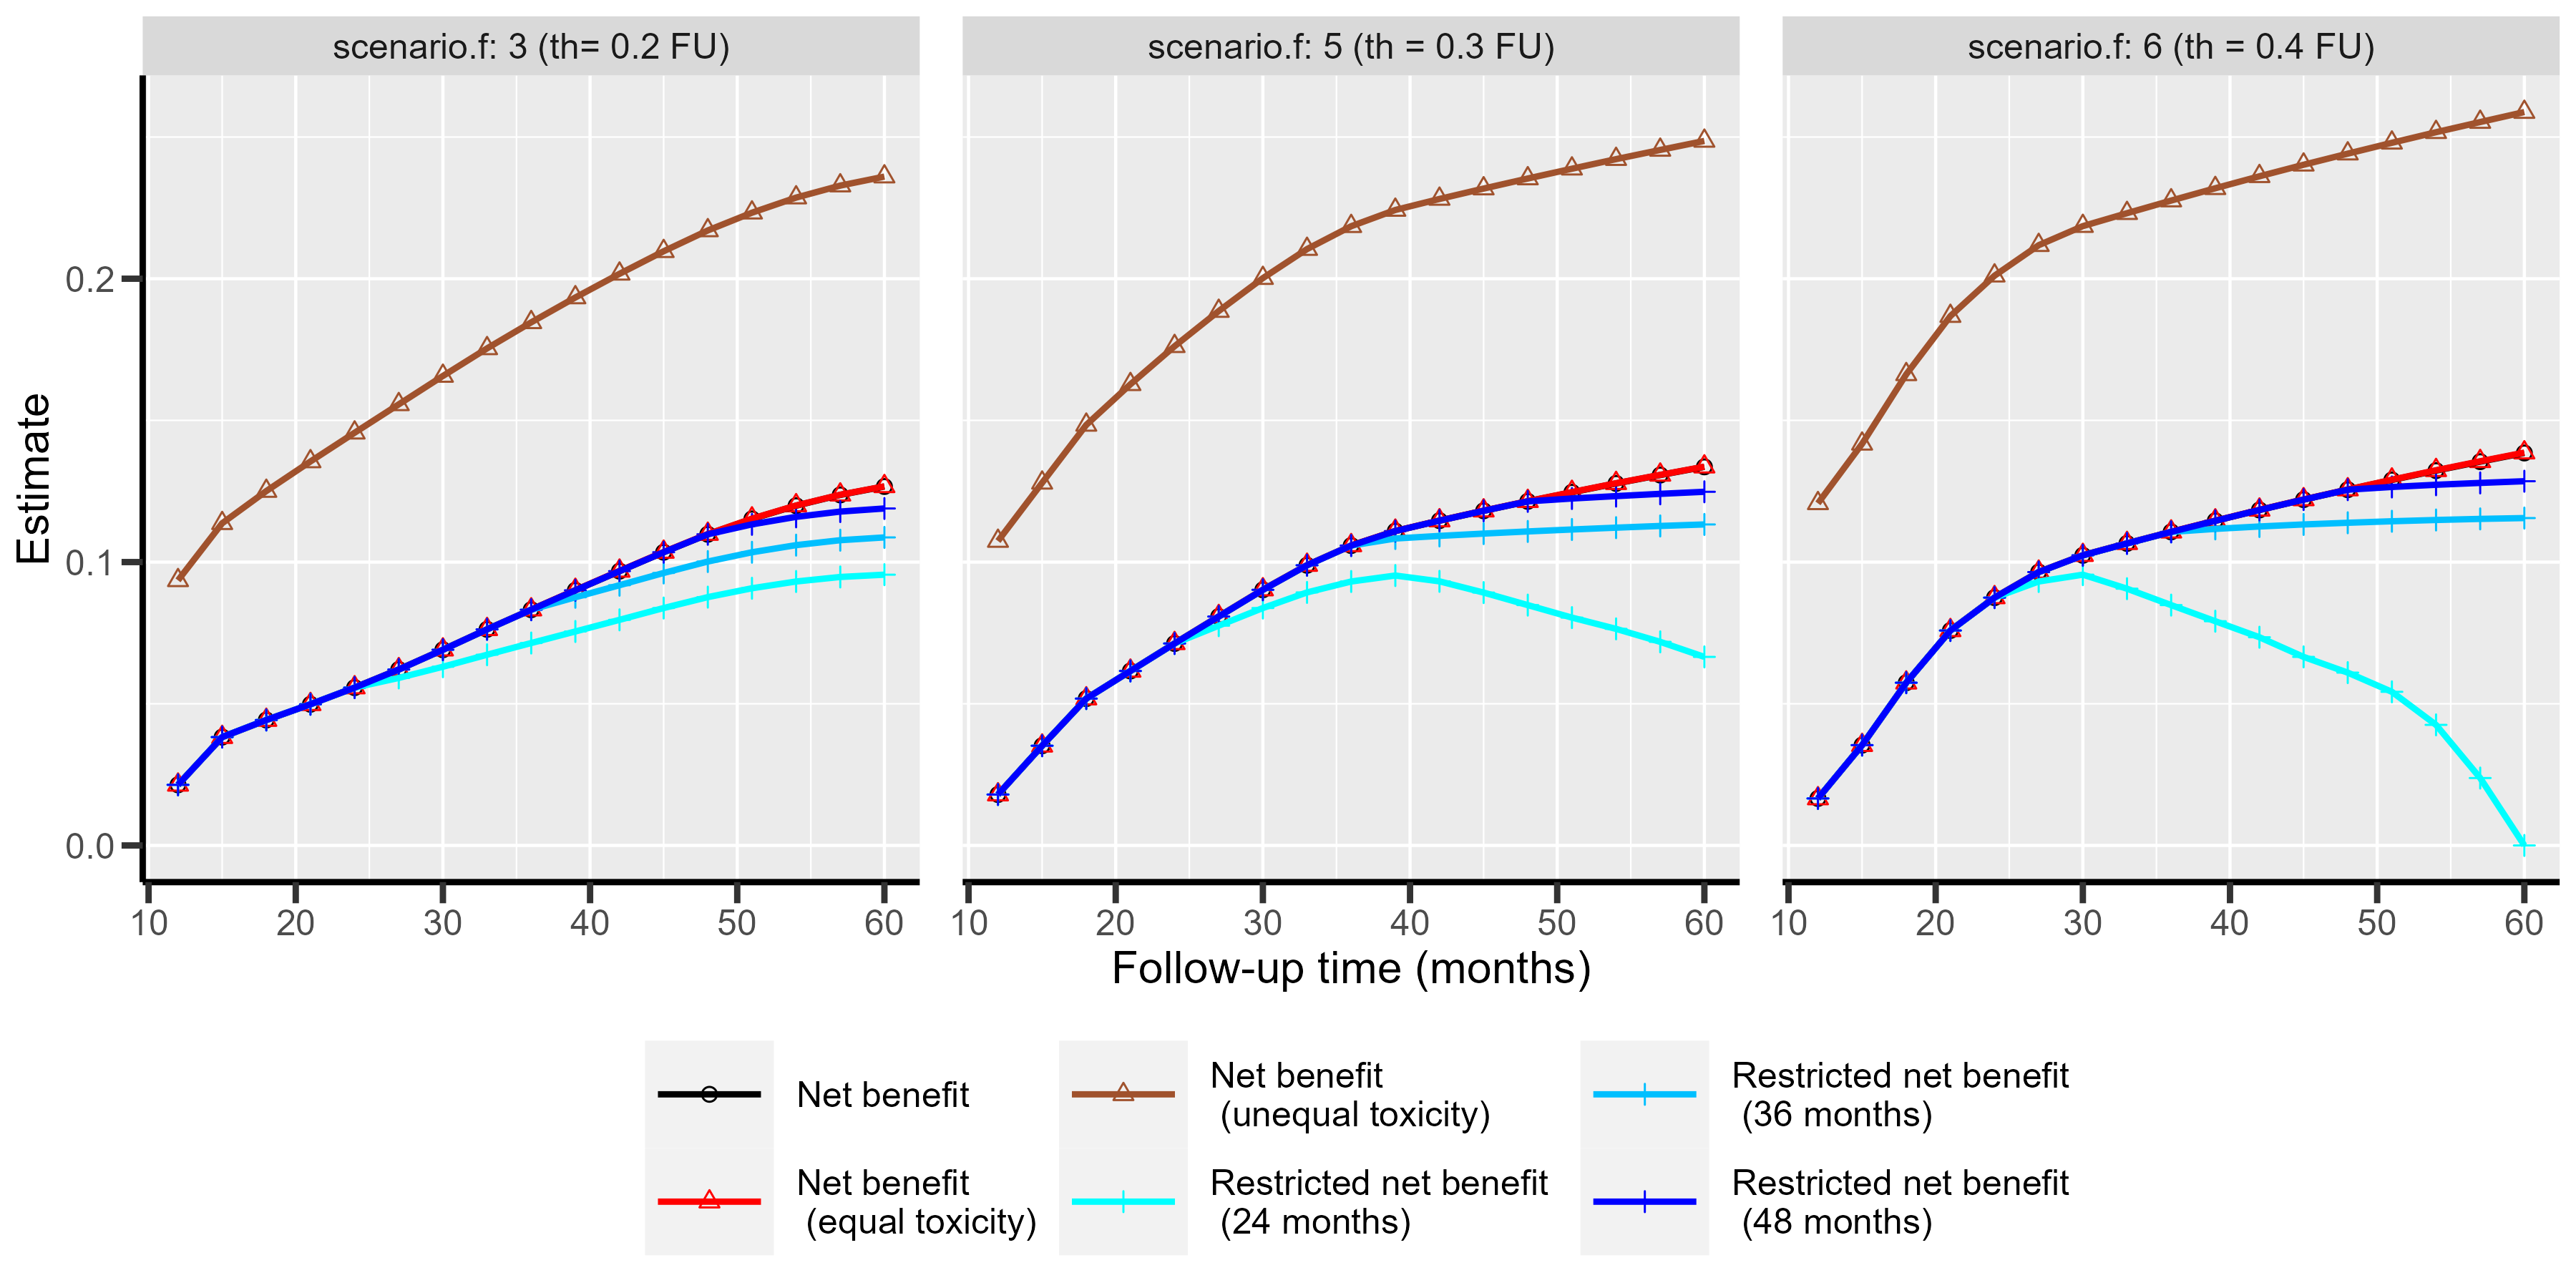 scenario.f: 3 (th= 0.2 FU)
scenario.f: 5 (th = 0.3 FU)
scenario.f: 6 (th = 0.4 FU)
Estimate
0.2
0.1
0.0
10 20 30 40 50 60
10 20 30 40 50 60
10 20 30 40 50 60
Follow-up time (months)
Net benefit
Net benefit
(equal toxicity)
Net benefit
(unequal toxicity)
Restricted net benefit
(24 months)
Restricted net benefit
(36 months)
Restricted net benefit
(48 months)